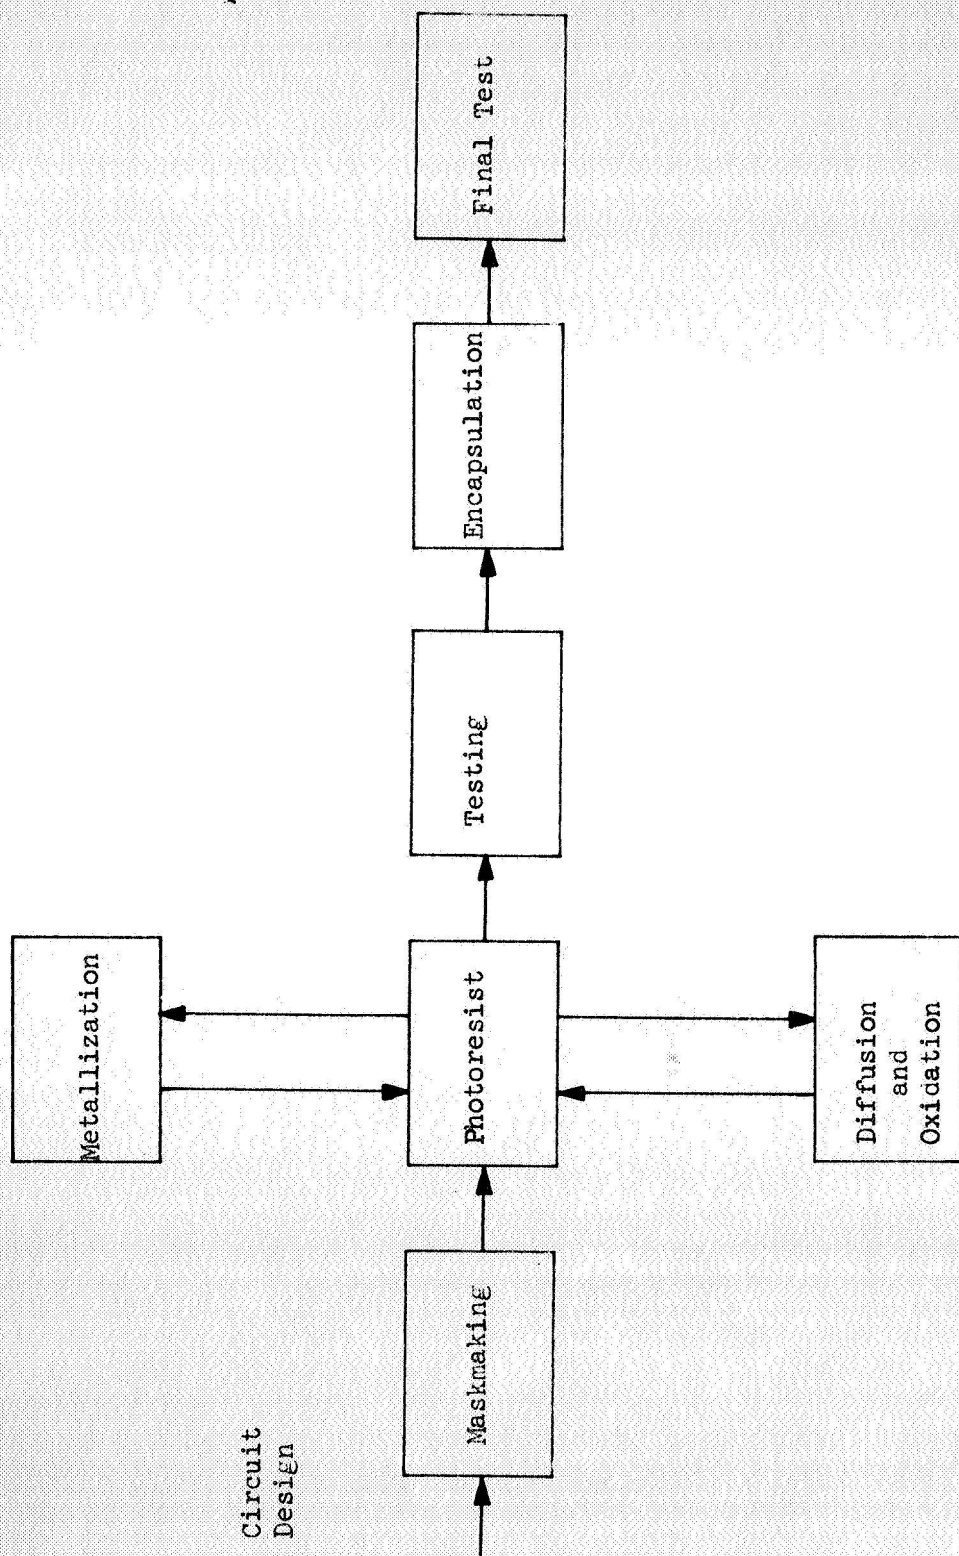 Circuit
Design
Maskmaking
Metallization
Photoresist
Diffusion
and
Oxidation
Testing
Encapsulation
Final Test